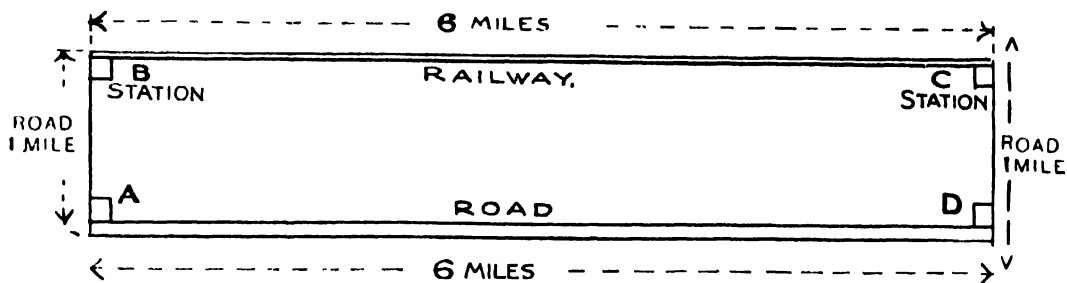 6 MILES
B
STATION
RAILWAY.
C
STATION
ROAD
1 MILE
ROAD
1 MILE
A
ROAD
D
6 MILES